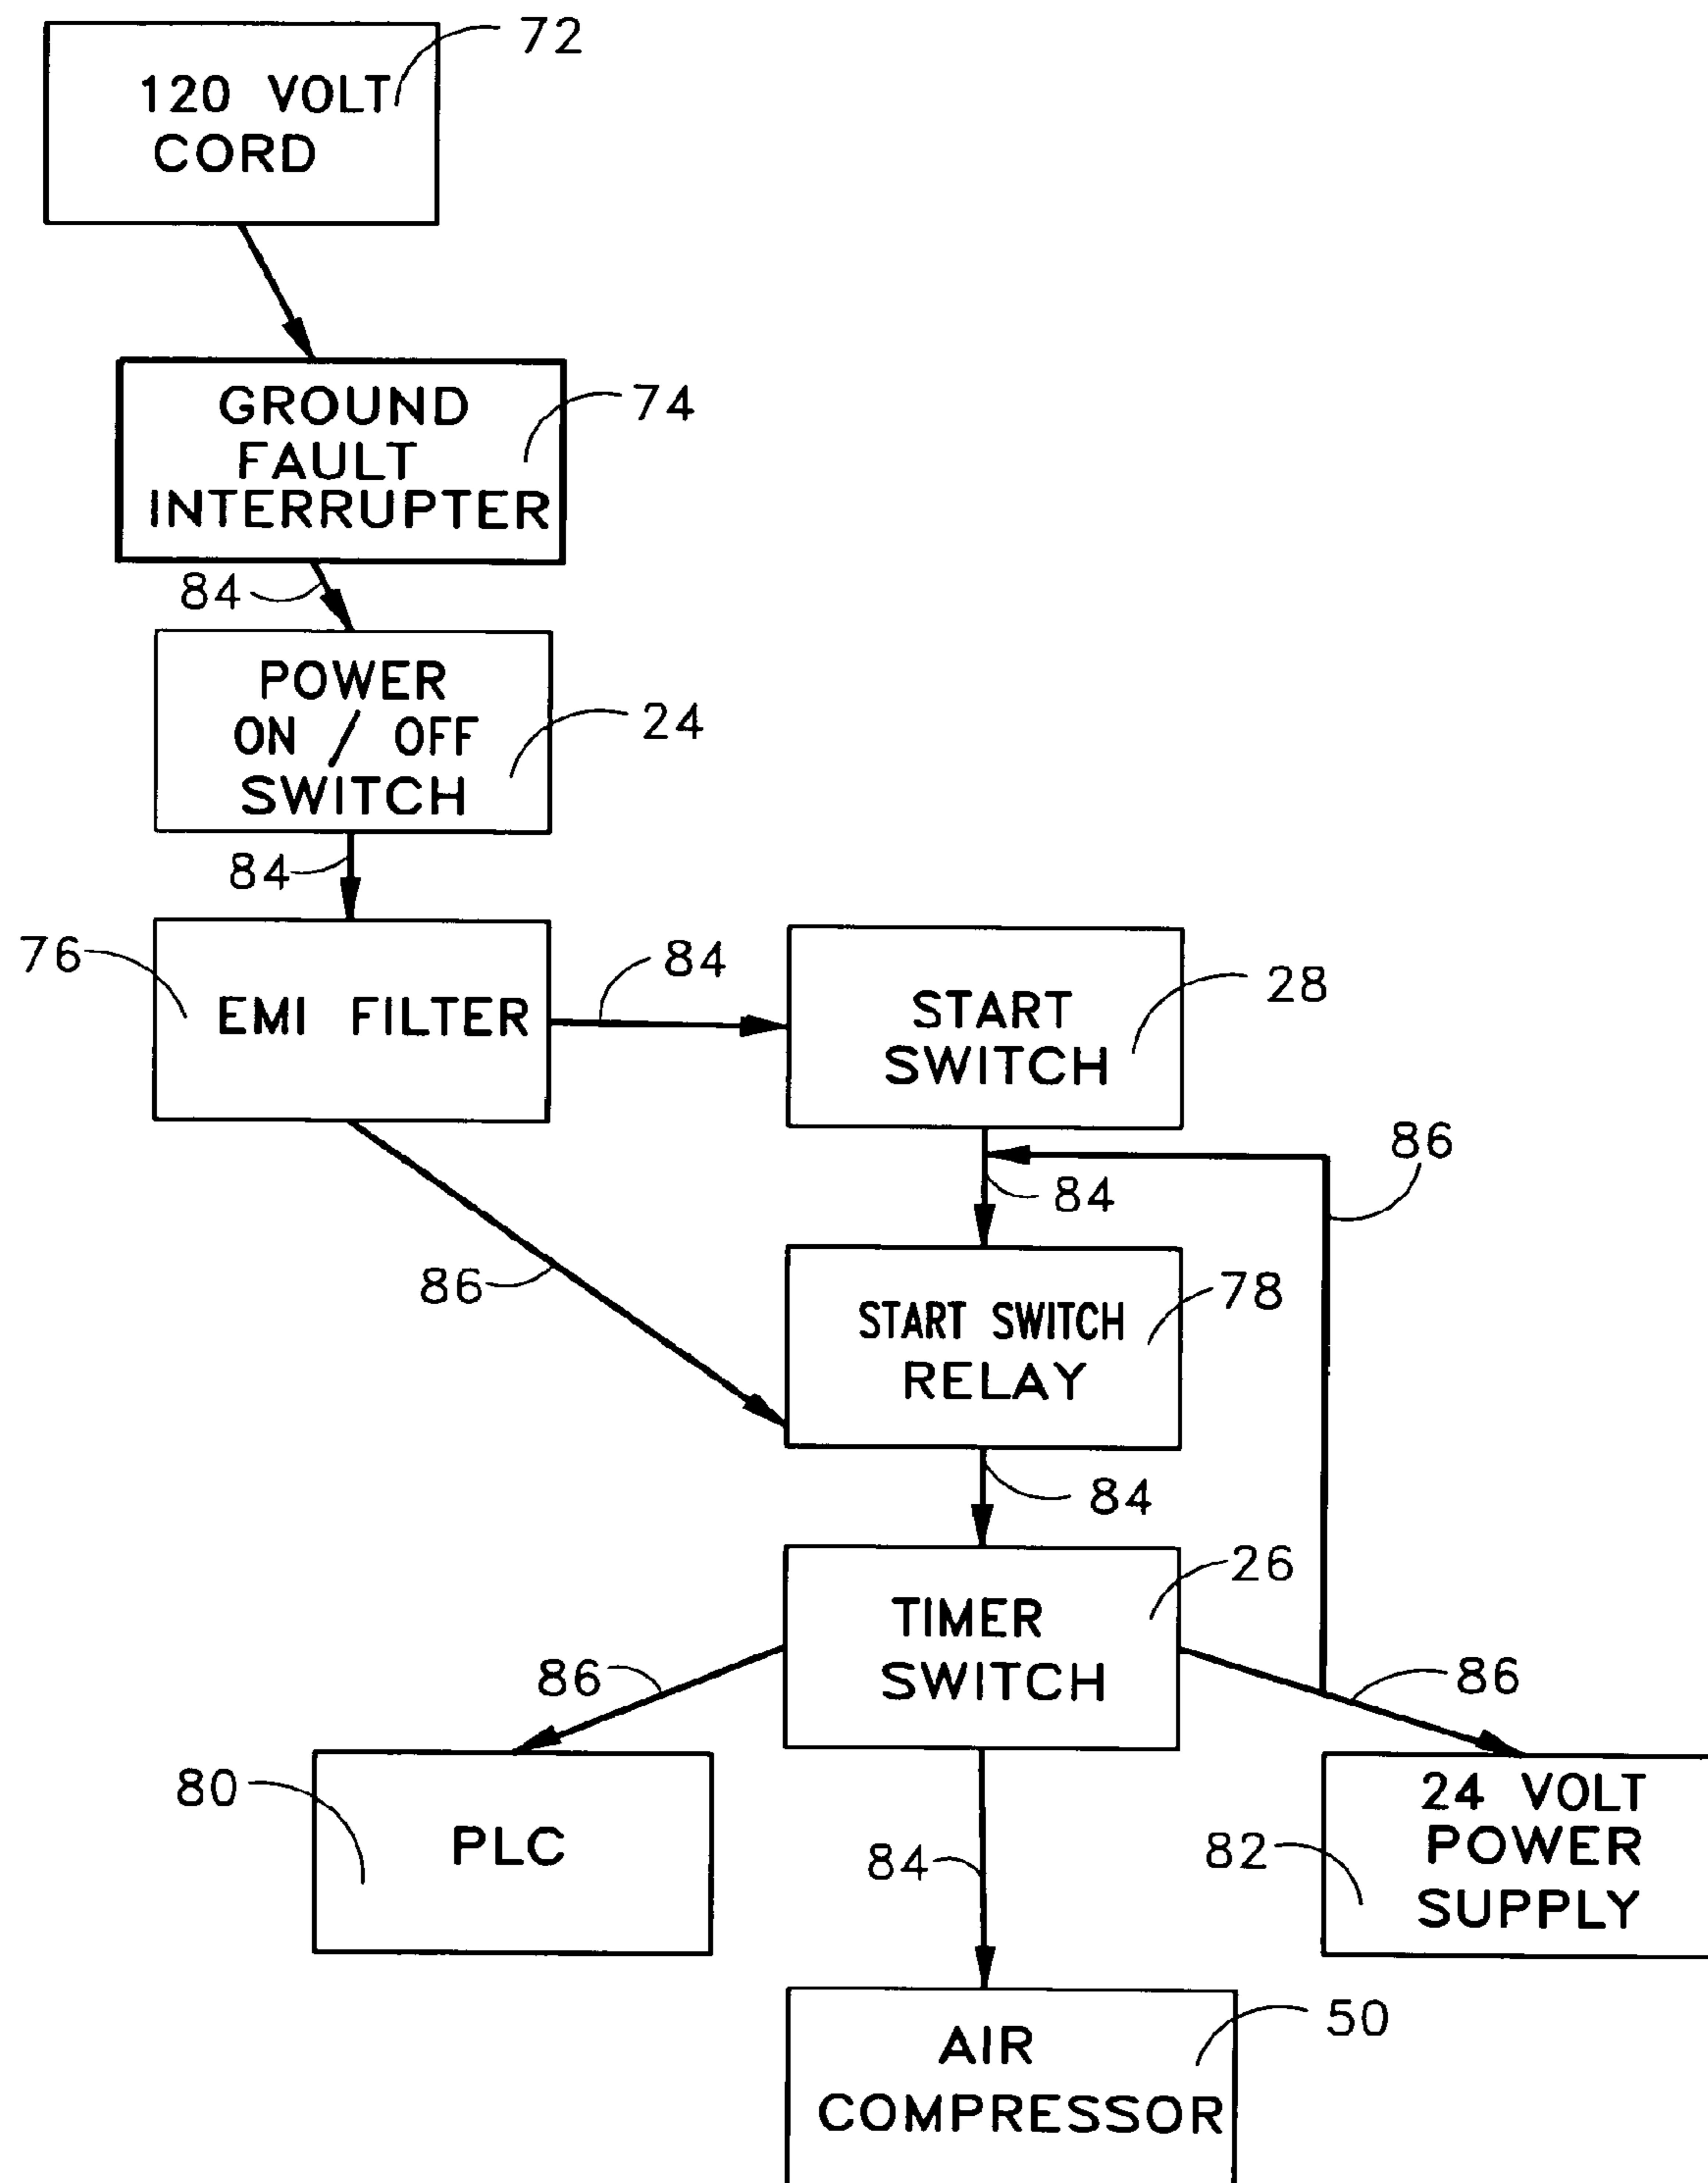 72
120 VOLT
CORD
74
GROUND
FAULT
INTERRUPTER
84
POWER
ON / OFF
SWITCH
24
84
76
EMI FILTER
84
START
SWITCH
28
86
84
86
START SWITCH
RELAY
78
84
TIMER
SWITCH
26
86
86
80
PLC
84
82
24 VOLT
POWER
SUPPLY
AIR
COMPRESSOR
50